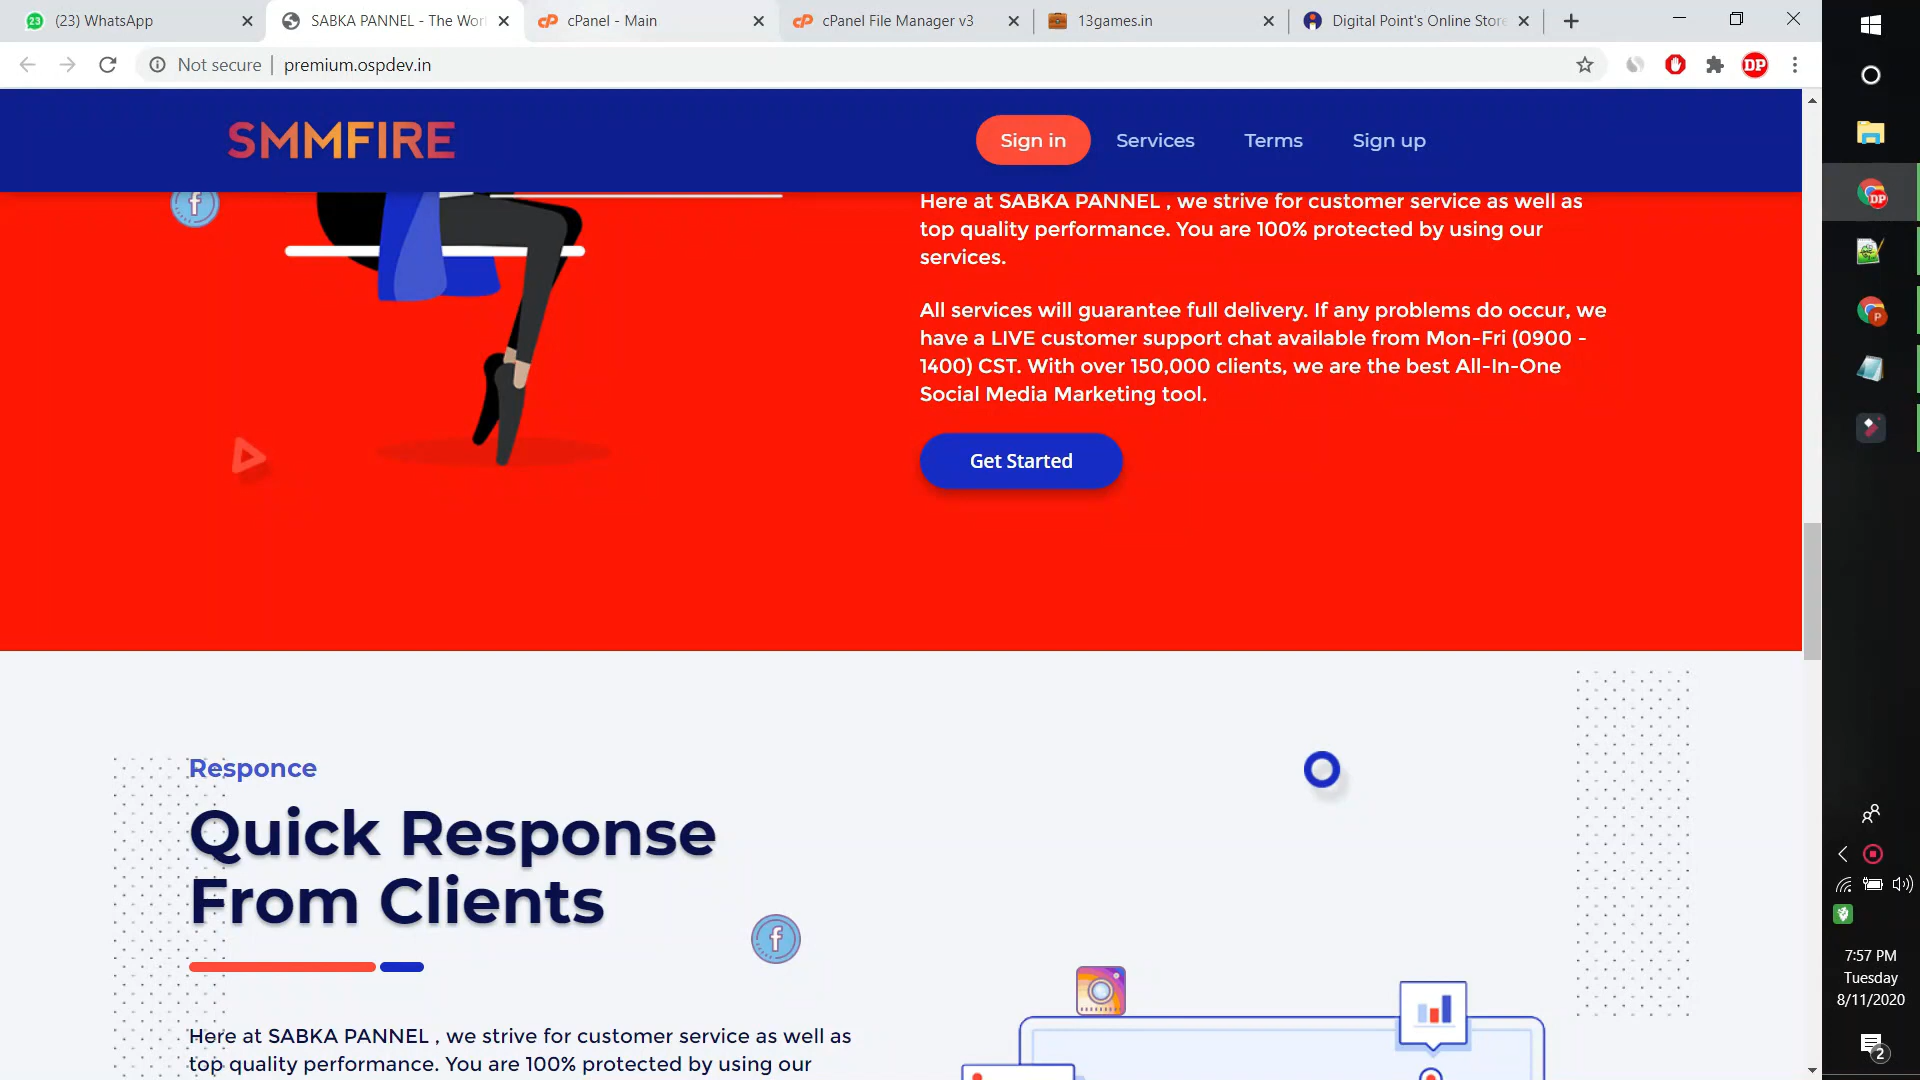 23
(23) WhatsApp
SABKA PANNEL - The Wor
cPanel - Main
cPanel File Manager v3
13games.in
Digital Point's Online Store
Not secure
premium.ospdev.in
DP
SMMFIRE
Sign in
Services
Terms
Sign up
Here at SABKA PANNEL , we strive for customer service as well as
top quality performance. You are 100% protected by using our
services.
All services will guarantee full delivery. If any problems do occur, we
have a LIVE customer support chat available from Mon-Fri (0900 -
1400) CST. With over 150,000 clients, we are the best All-In-One
Social Media Marketing tool.
Get Started
Responce
Quick Response
From Clients
Here at SABKA PANNEL , we strive for customer service as well as
top quality performance. You are 100% protected by using our
DP
P
7:57 PM
Tuesday
8/11/2020
2